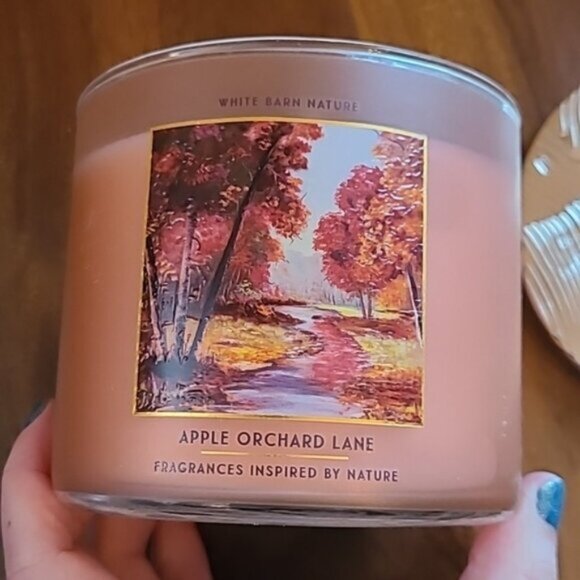 WHITE BARN NATURE
APPLE ORCHARD LANE
FRAGRANCES INSPIRED BY NATURE